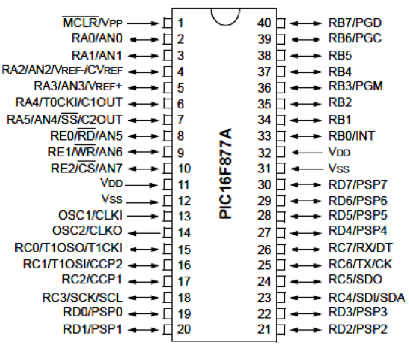 MCLR/VPP 1 40 RB7/PGD
RA0/AN0 2 39 RB6/PGC
RA1/AN1 3 38 RB5
RA2/AN2/VREF-/CVREF 4 37 RB4
RA3/AN3/VREF+ 5 36 RB3/PGM
RA4/T0CKI/C1OUT 6 35 RB2
RA5/AN4/SS/C2OUT 7 34 RB1
RE0/RD/AN5 8 33 RB0/INT
RE1/WR/AN6 9 32 VDD
RE2/CS/AN7 10 31 VSS
VDD 11 30 RD7/PSP7
VSS 12 29 RD6/PSP6
OSC1/CLKI 13 28 RD5/PSP5
OSC2/CLKO 14 27 RD4/PSP4
RC0/T1OSO/T1CKI 15 26 RC7/RX/DT
RC1/T1OSI/CCP2 16 25 RC6/TX/CK
RC2/CCP1 17 24 RC5/SDO
RC3/SCK/SCL 18 23 RC4/SDI/SDA
RD0/PSP0 19 22 RD3/PSP3
RD1/PSP1 20 21 RD2/PSP2
PIC16F877A